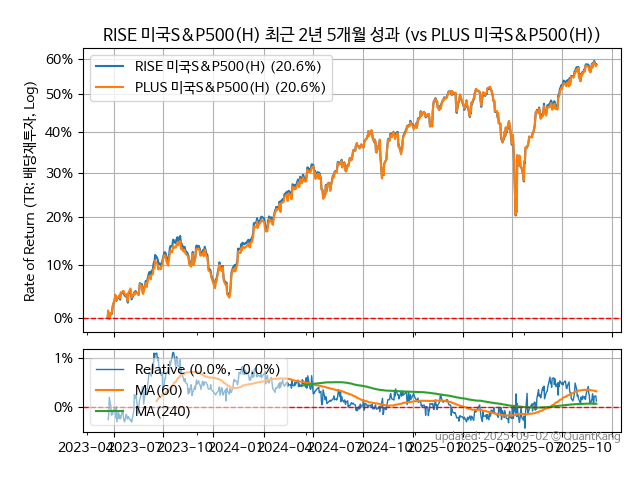 RISE 미국S&P500(H) 최근 2년 5개월 성과 (vs PLUS 미국S&P500(H))
Rate of Return (TR: 배당재투자, Log)
60%
50%
40%
30%
20%
10%
0%
RISE 미국S&P500(H) (20.6%)
PLUS 미국S&P500(H) (20.6%)
1%
0%
Relative (0.0%, −0.0%)
MA(60)
MA(240)
updated: 2025-09-02 © QuantKang
2023-04
2023-07
2023-10
2024-01
2024-04
2024-07
2024-10
2025-01
2025-04
2025-07
2025-10